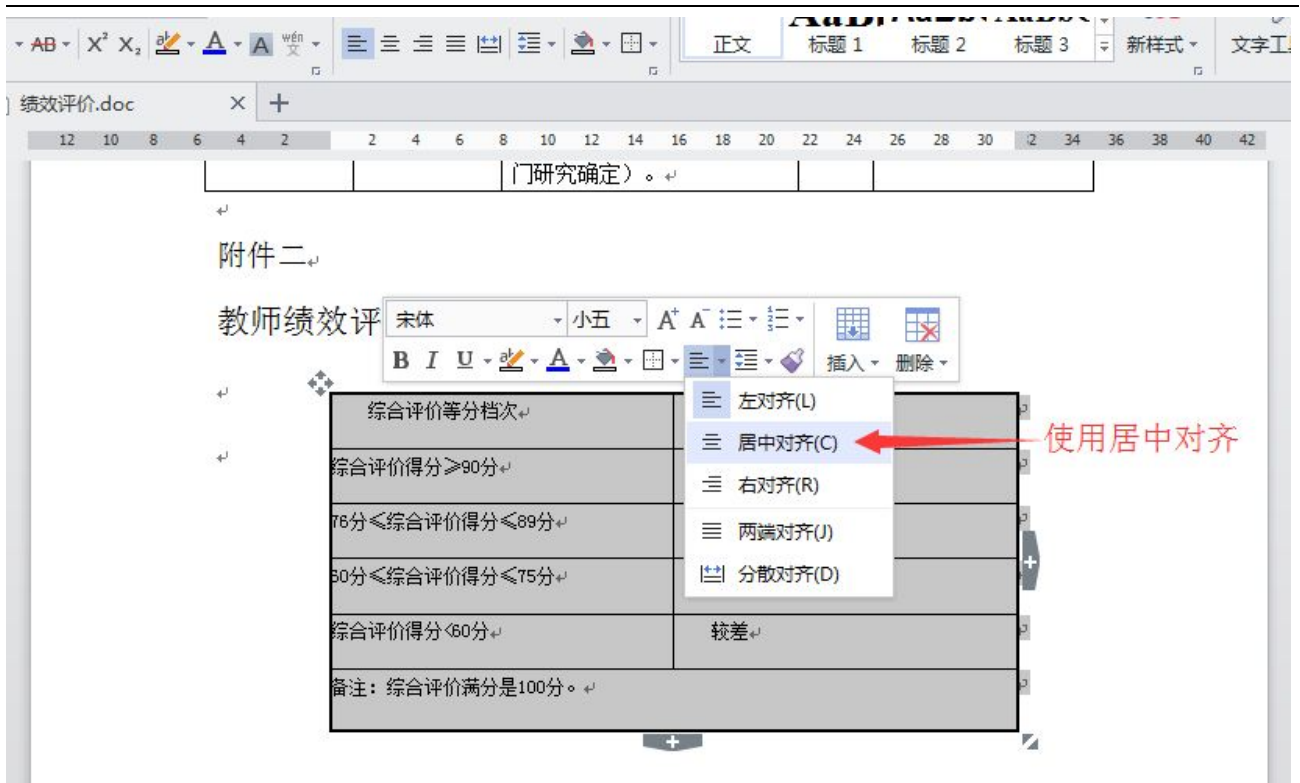 AB X² X₂ A A wén 文
正文 标题 1 标题 2 标题 3 新样式 文字工
绩效评价.doc
12 10 8 6 4 2 2 4 6 8 10 12 14 16 18 20 22 24 26 28 30 34 36 38 40 42
门研究确定）。
附件二
教师绩效评
宋体 小五 A⁺ A⁻
B I U A 插入 删除
左对齐(L)
综合评价等分档次
居中对齐(C)
使用居中对齐
综合评价得分≥90分
右对齐(R)
76分≤综合评价得分≤89分
两端对齐(J)
60分≤综合评价得分≤75分
分散对齐(D)
综合评价得分<60分 较差
备注：综合评价满分是100分。